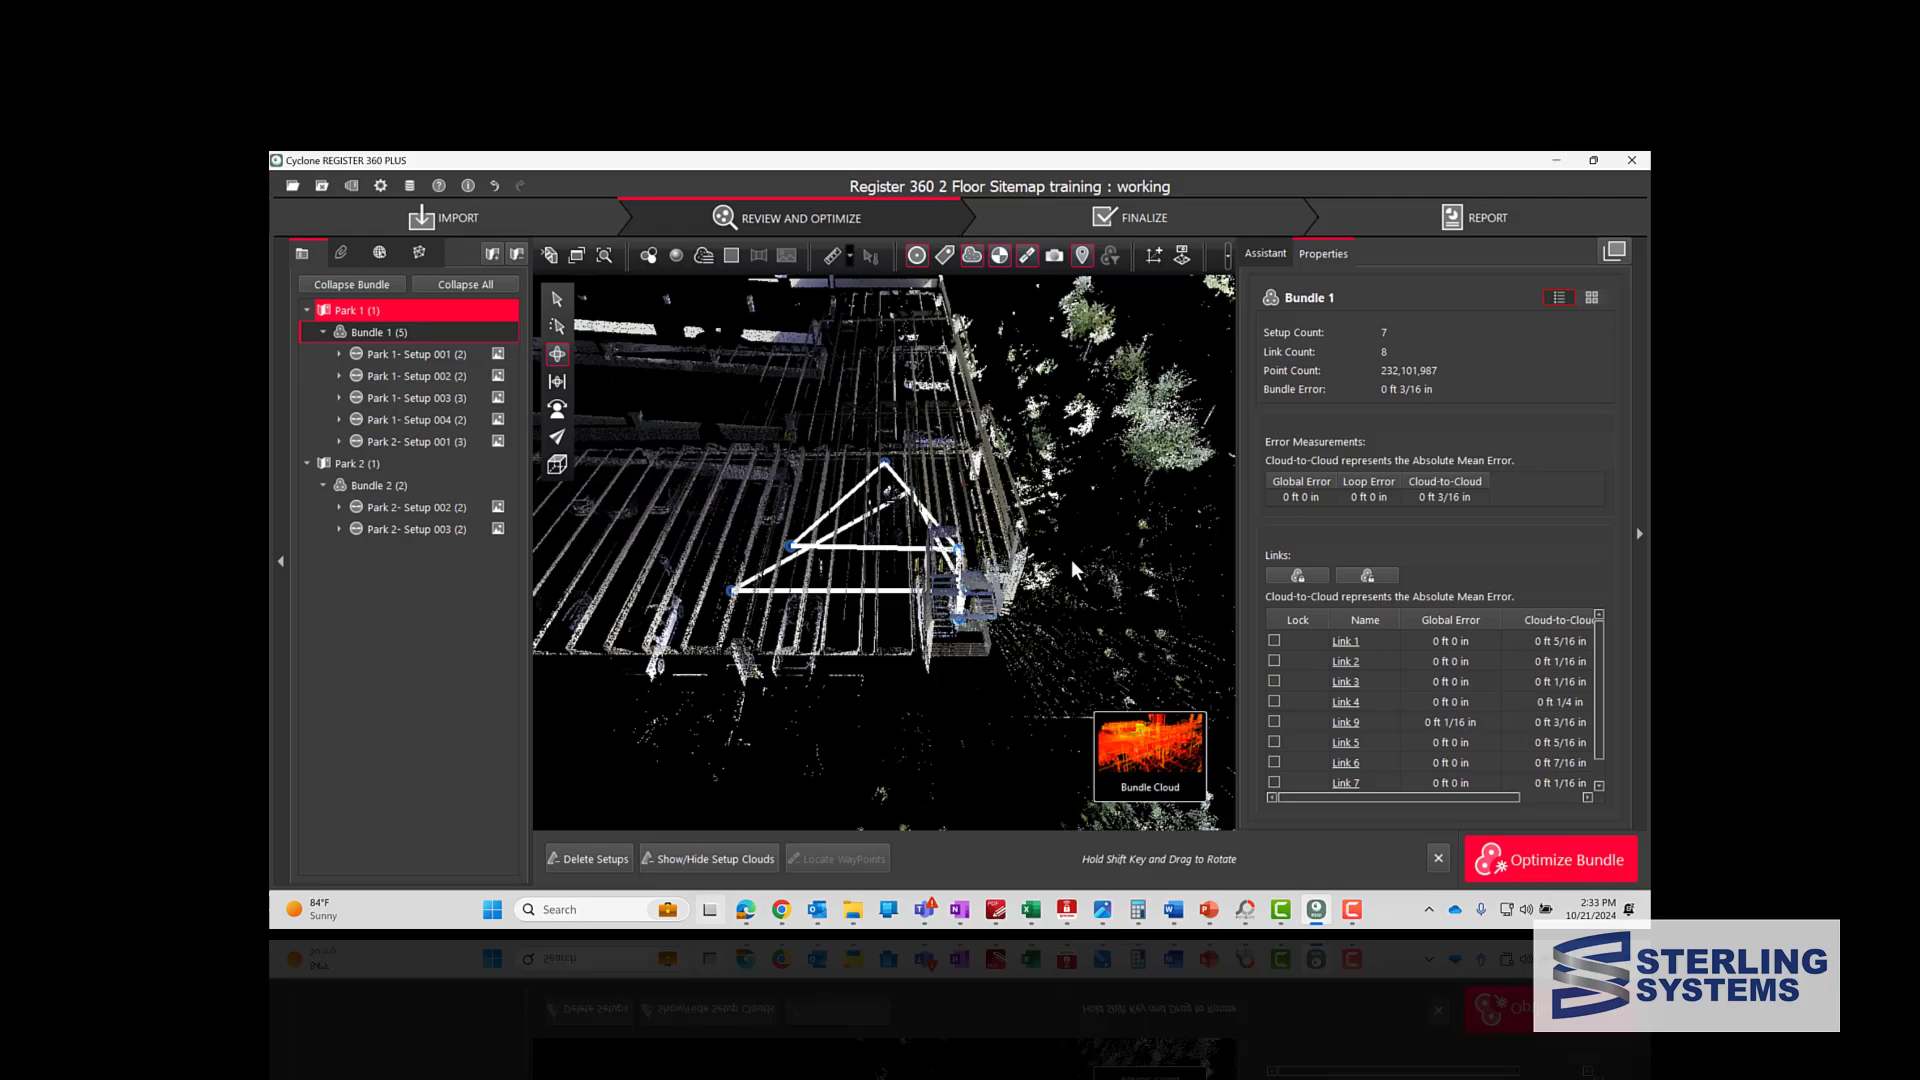 Cyclone REGISTER 360 PLUS
Register 360 2 Floor Sitemap training : working
IMPORT
REVIEW AND OPTIMIZE
FINALIZE
REPORT
Collapse Bundle
Collapse All
Park 1 (1)
Bundle 1 (5)
Park 1- Setup 001 (2)
Park 1- Setup 002 (2)
Park 1- Setup 003 (3)
Park 1- Setup 004 (2)
Park 2- Setup 001 (3)
Park 2 (1)
Bundle 2 (2)
Park 2- Setup 002 (2)
Park 2- Setup 003 (2)
Bundle Cloud
Delete Setups
Show/Hide Setup Clouds
Locate WayPoints
Hold Shift Key and Drag to Rotate
Assistant
Properties
Bundle 1
Setup Count: 7
Link Count: 8
Point Count: 232,101,987
Bundle Error: 0 ft 3/16 in
Error Measurements:
Cloud-to-Cloud represents the Absolute Mean Error.
Global Error Loop Error Cloud-to-Cloud
0 ft 0 in 0 ft 0 in 0 ft 3/16 in
Links:
Cloud-to-Cloud represents the Absolute Mean Error.
Lock Name Global Error Cloud-to-Clou
Link 1 0 ft 0 in 0 ft 5/16 in
Link 2 0 ft 0 in 0 ft 1/16 in
Link 3 0 ft 0 in 0 ft 1/16 in
Link 4 0 ft 0 in 0 ft 1/4 in
Link 9 0 ft 1/16 in 0 ft 3/16 in
Link 5 0 ft 0 in 0 ft 5/16 in
Link 6 0 ft 0 in 0 ft 7/16 in
Link 7 0 ft 0 in 0 ft 1/16 in
Optimize Bundle
84°F
Sunny
Search
2:33 PM
10/21/2024
STERLING
SYSTEMS